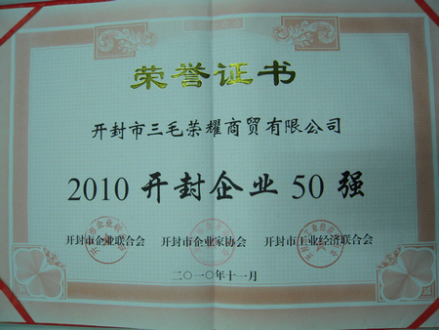 荣誉证书
开封市三毛荣耀商贸有限公司
2010 开封企业 50 强
开封市企业联合会 开封市企业家协会 开封市工业经济联合会
二〇一〇年十一月